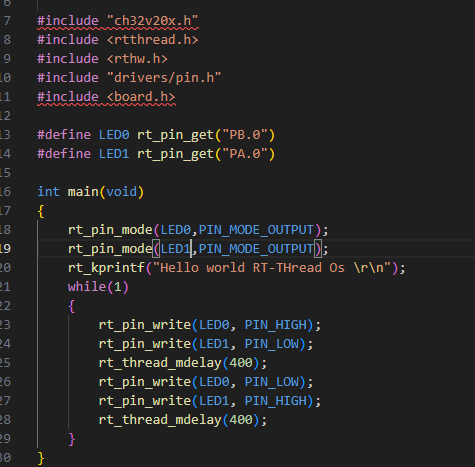 6
7 #include "ch32v20x.h"
8 #include <rtthread.h>
9 #include <rthw.h>
10 #include "drivers/pin.h"
11 #include <board.h>
12
13 #define LED0 rt_pin_get("PB.0")
14 #define LED1 rt_pin_get("PA.0")
15
16 int main(void)
17 {
18     rt_pin_mode(LED0,PIN_MODE_OUTPUT);
19     rt_pin_mode(LED1,PIN_MODE_OUTPUT);
20     rt_kprintf("Hello world RT-THread Os \r\n");
21     while(1)
22     {
23         rt_pin_write(LED0, PIN_HIGH);
24         rt_pin_write(LED1, PIN_LOW);
25         rt_thread_mdelay(400);
26         rt_pin_write(LED0, PIN_LOW);
27         rt_pin_write(LED1, PIN_HIGH);
28         rt_thread_mdelay(400);
29     }
30 }